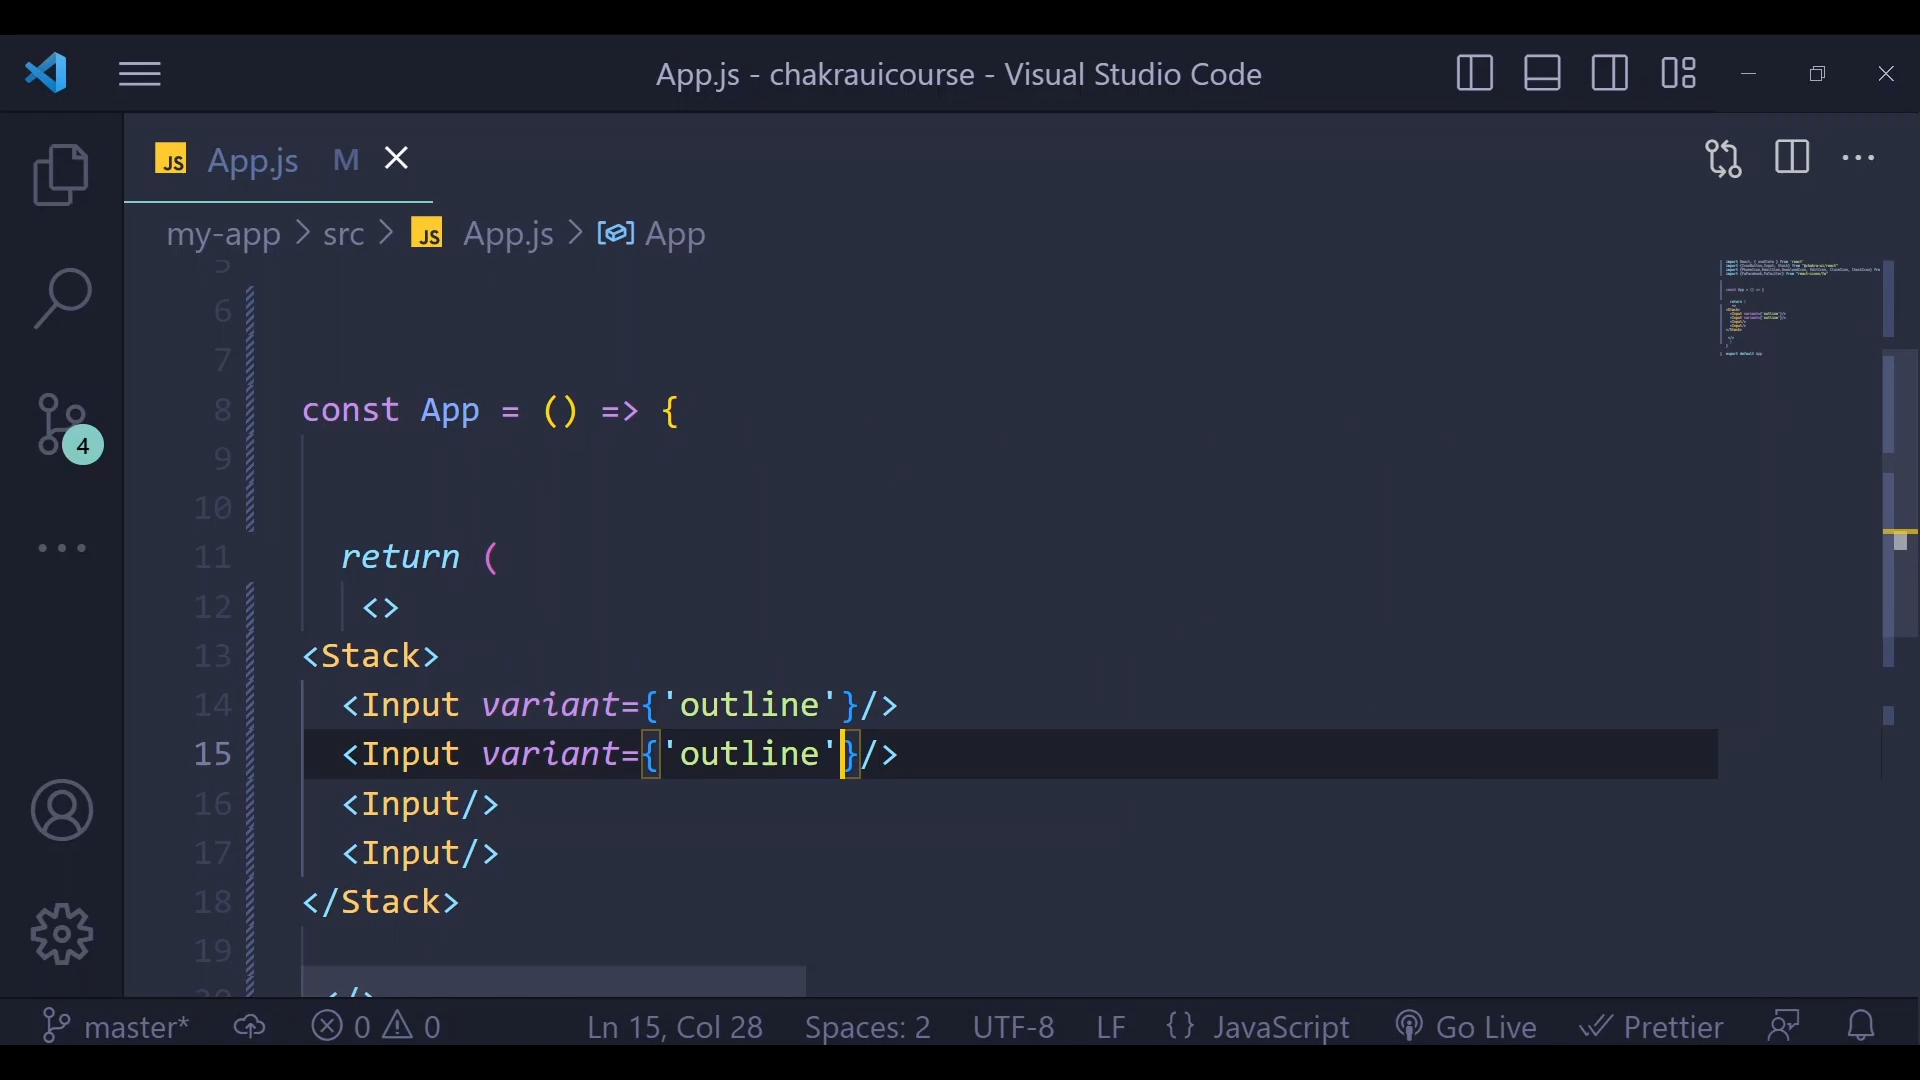 App.js - chakrauicourse - Visual Studio Code
JS App.js M
my-app > src > JS App.js > App
5
6
7
8 const App = () => {
9
10
11 return (
12 <>
13 <Stack>
14 <Input variant={'outline'}/>
15 <Input variant={'outline'}/>
16 <Input/>
17 <Input/>
18 </Stack>
19
20 </>
4
master* 0 0 Ln 15, Col 28 Spaces: 2 UTF-8 LF {} JavaScript Go Live Prettier